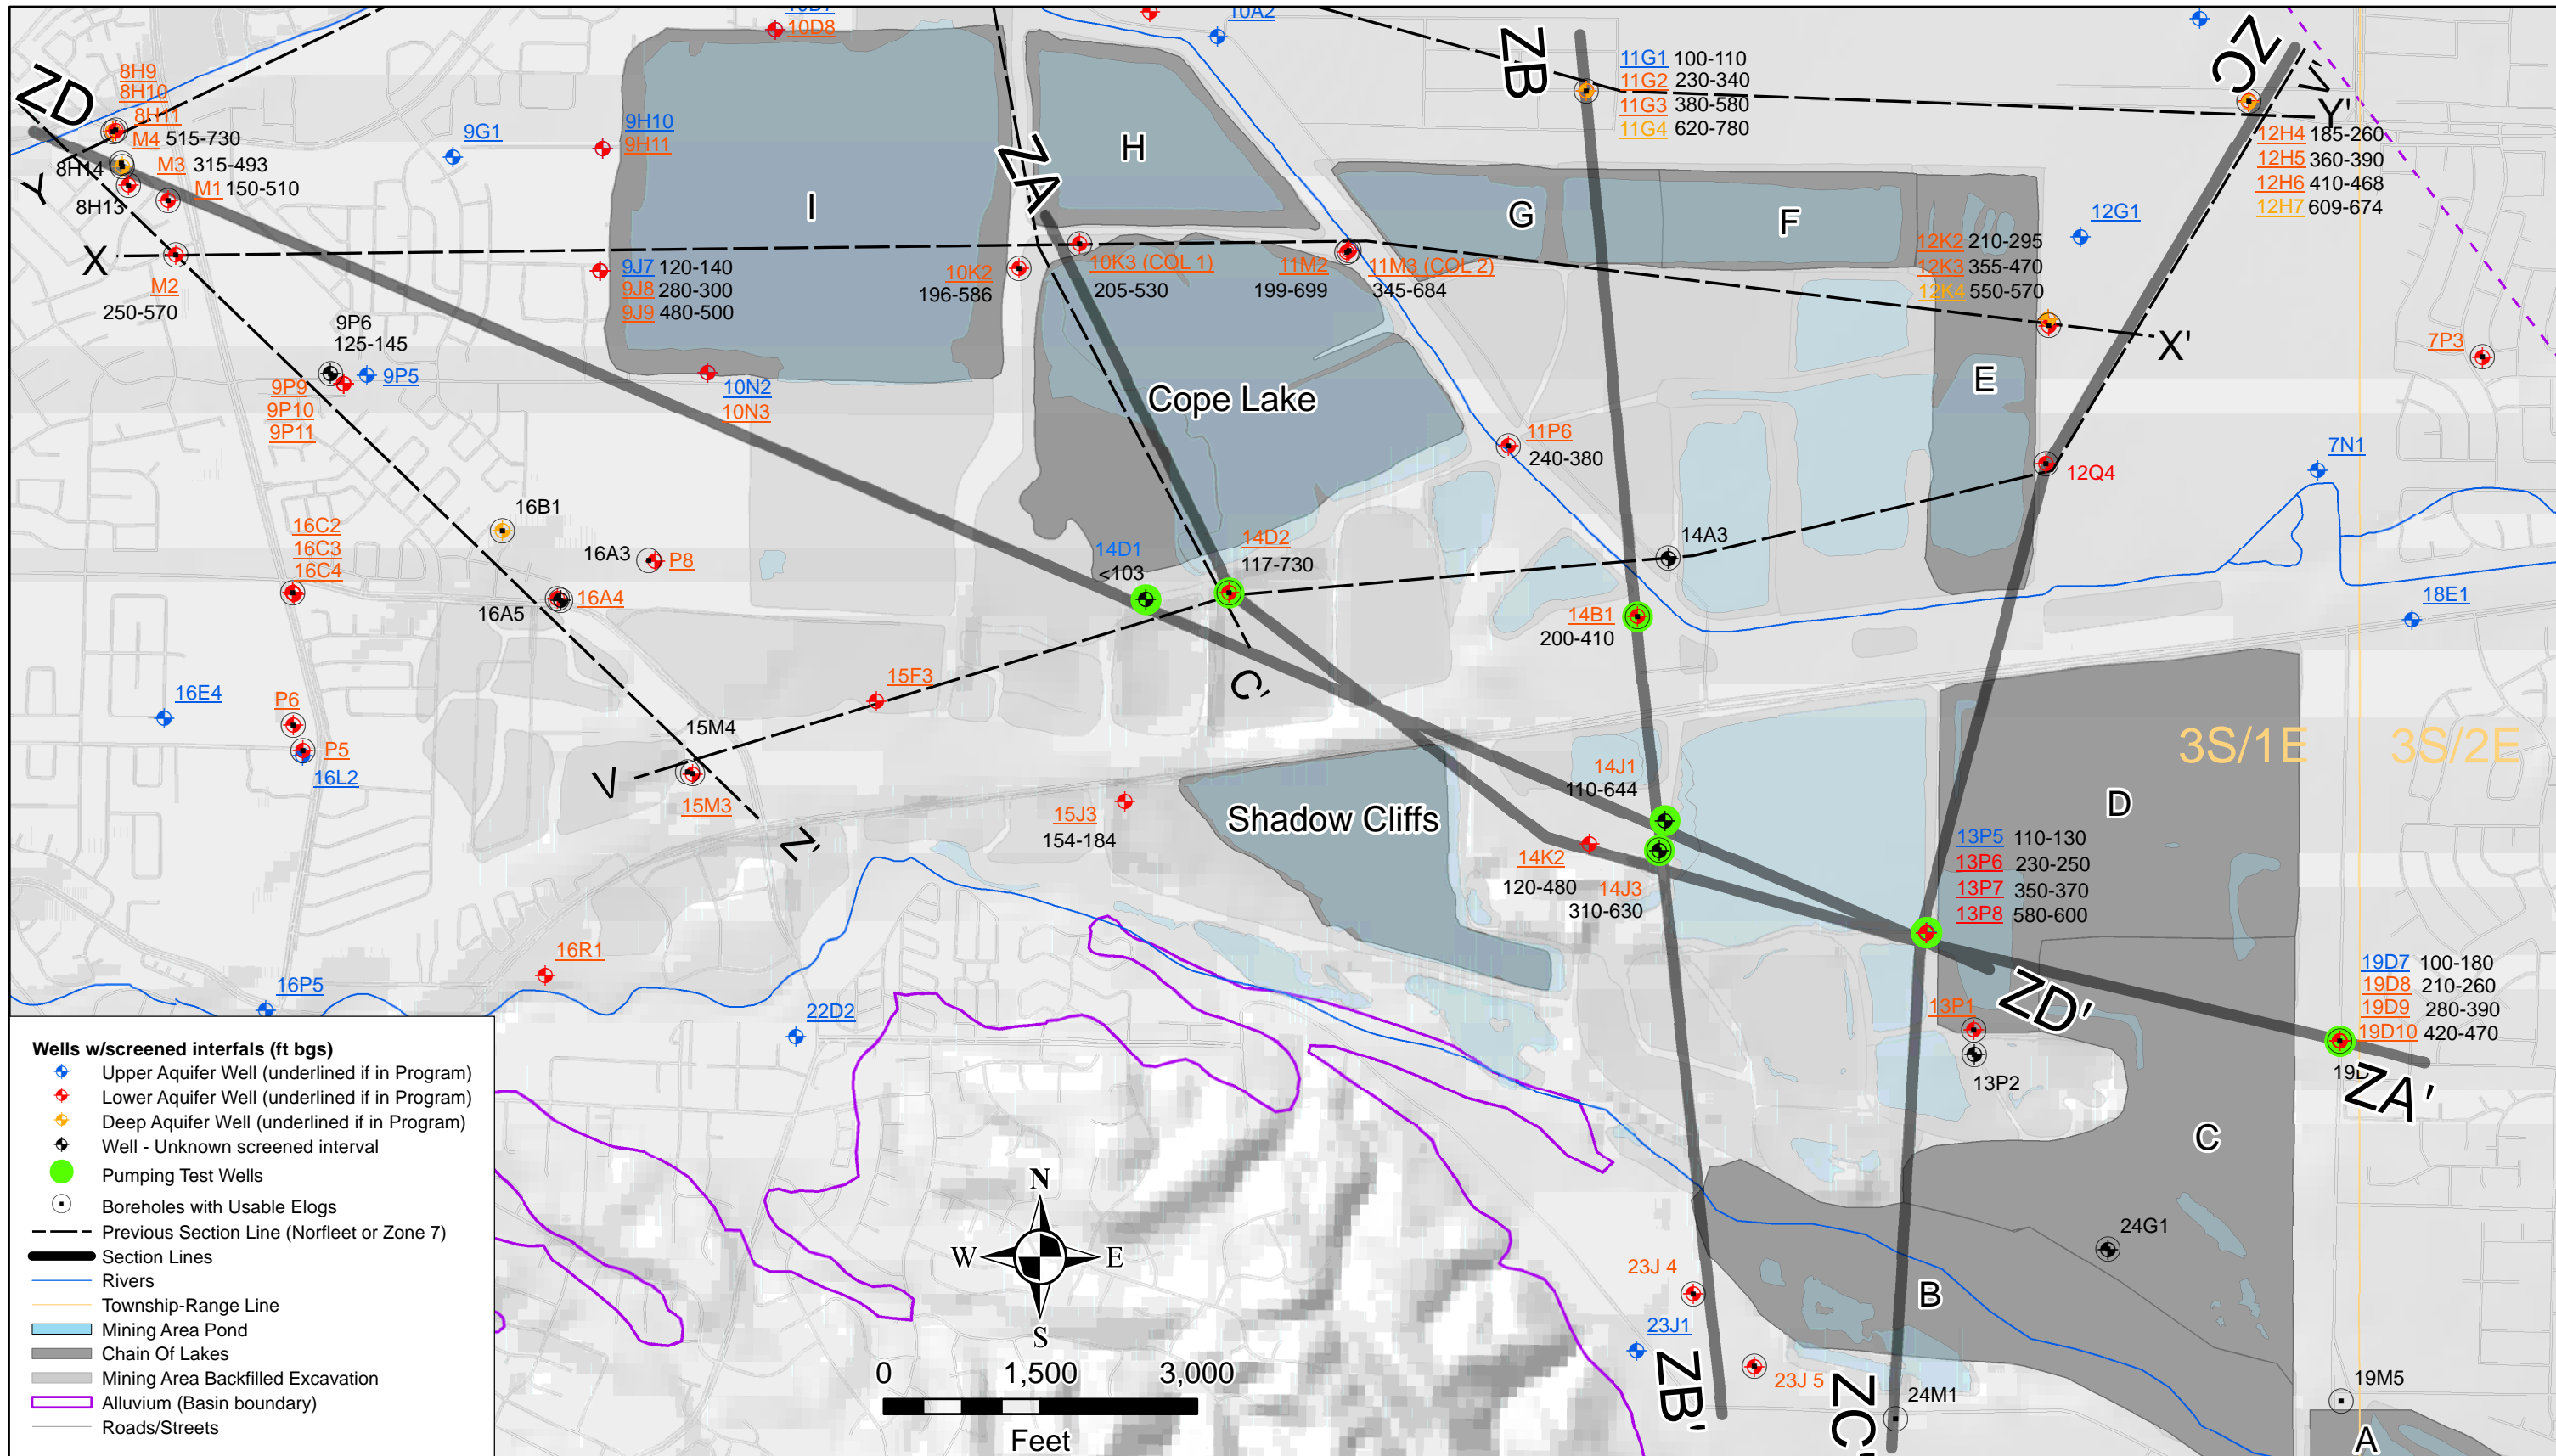 10D7
10D8
10A2
ZD
8H9
8H10
8H11
M4 515-730
8H14
M3 315-493
M1 150-510
8H13
Y
X
M2
250-570
9G1
9H10
9H11
I
H
ZA
ZB
11G1 100-110
11G2 230-340
11G3 380-580
11G4 620-780
ZC
V'
Y'
12H4 185-260
12H5 360-390
12H6 410-468
12H7 609-674
12G1
G
F
9J7 120-140
9J8 280-300
9J9 480-500
10K2
196-586
10K3 (COL 1)
205-530
11M2
199-699
11M3 (COL 2)
345-684
12K2 210-295
12K3 355-470
12K4 550-570
X'
7P3
9P6
125-145
9P5
9P9
9P10
9P11
10N2
10N3
Cope Lake
E
11P6
240-380
12Q4
7N1
16B1
16C2
16C3
16C4
16A3
P8
16A4
16A5
14D1
<103
14D2
117-730
14A3
14B1
200-410
18E1
16E4
P6
P5
16L2
15F3
C'
15M4
V
15M3
Z'
15J3
154-184
Shadow Cliffs
14J1
110-644
14K2
120-480
14J3
310-630
3S/1E
3S/2E
D
13P5 110-130
13P6 230-250
13P7 350-370
13P8 580-600
16R1
16P5
22D2
ZD'
13P1
13P2
19D7 100-180
19D8 210-260
19D9 280-390
19D10 420-470
19D
ZA'
C
24G1
B
23J 4
23J1
ZB'
23J 5
ZC'
24M1
19M5
A
N
W
E
S
0
1,500
3,000
Feet
Wells w/screened interfals (ft bgs)
Upper Aquifer Well (underlined if in Program)
Lower Aquifer Well (underlined if in Program)
Deep Aquifer Well (underlined if in Program)
Well - Unknown screened interval
Pumping Test Wells
Boreholes with Usable Elogs
Previous Section Line (Norfleet or Zone 7)
Section Lines
Rivers
Township-Range Line
Mining Area Pond
Chain Of Lakes
Mining Area Backfilled Excavation
Alluvium (Basin boundary)
Roads/Streets